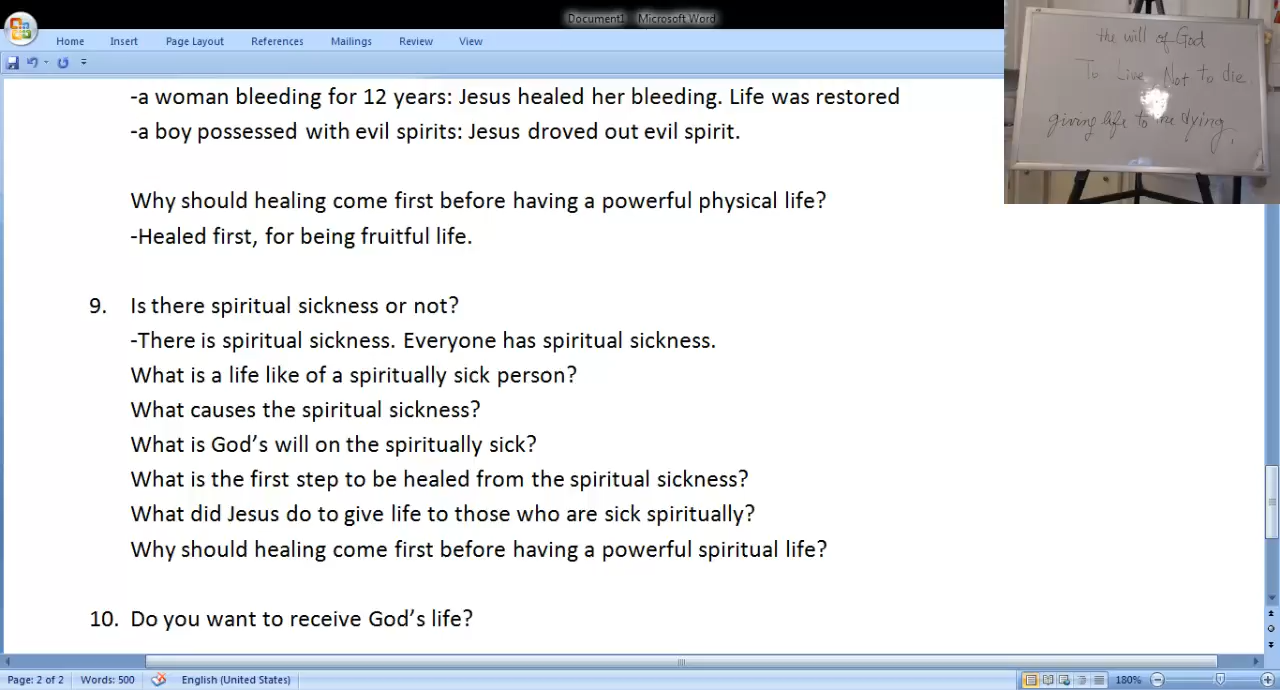 Document1 - Microsoft Word
Home Insert Page Layout References Mailings Review View
-a woman bleeding for 12 years: Jesus healed her bleeding. Life was restored
-a boy possessed with evil spirits: Jesus droved out evil spirit.
Why should healing come first before having a powerful physical life?
-Healed first, for being fruitful life.
9. Is there spiritual sickness or not?
-There is spiritual sickness. Everyone has spiritual sickness.
What is a life like of a spiritually sick person?
What causes the spiritual sickness?
What is God's will on the spiritually sick?
What is the first step to be healed from the spiritual sickness?
What did Jesus do to give life to those who are sick spiritually?
Why should healing come first before having a powerful spiritual life?
10. Do you want to receive God's life?
Page: 2 of 2 Words: 500 English (United States) 180%
the will of God
To Live Not to die.
giving life to the dying,